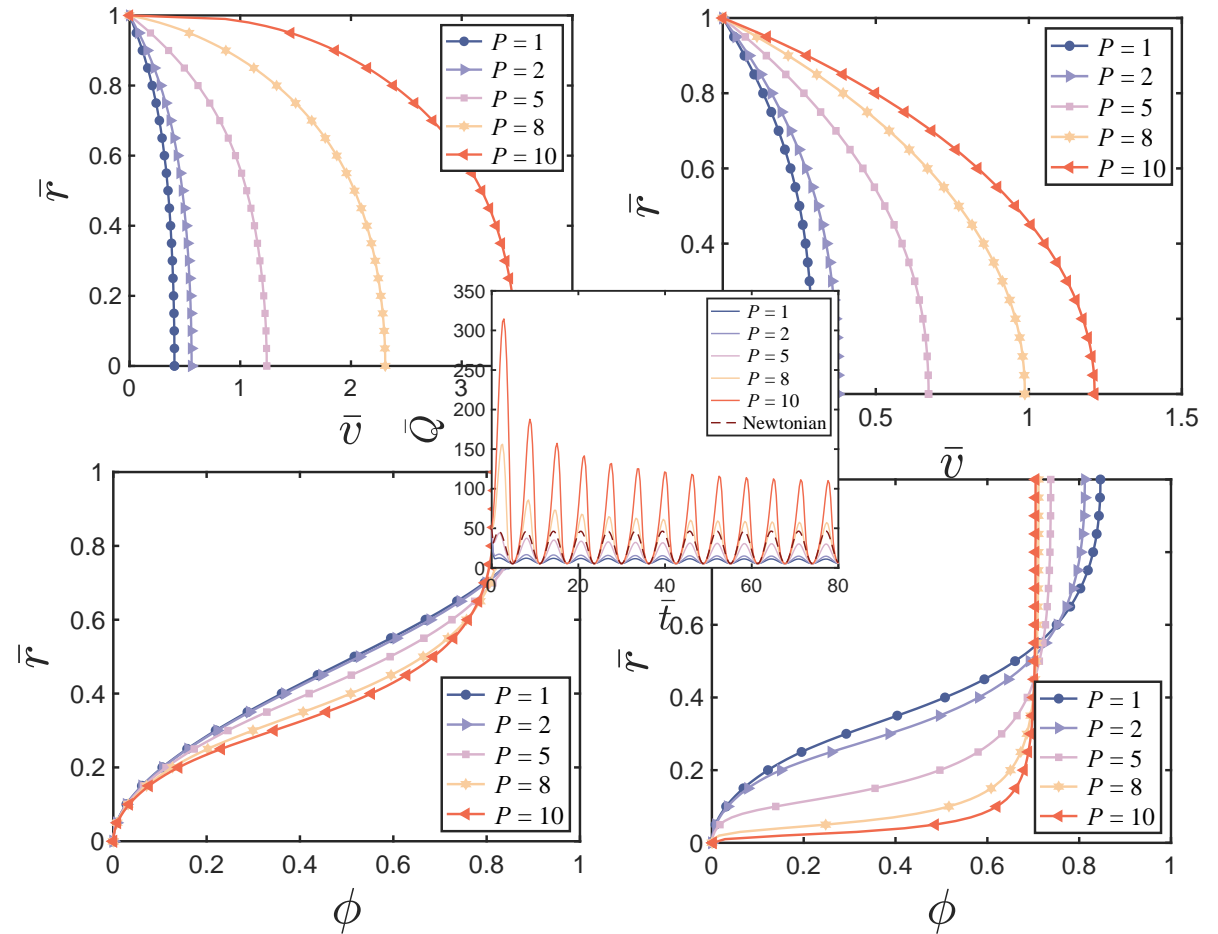 1
0.8
0.6
0.4
0.2
0
r̄
0
1
2
3
v̄
P = 1
P = 2
P = 5
P = 8
P = 10
1
0.8
0.6
0.4
r̄
0.5
1
1.5
v̄
P = 1
P = 2
P = 5
P = 8
P = 10
350
300
250
200
150
100
50
0
Q̄
0
20
40
60
80
t̄
P = 1
P = 2
P = 5
P = 8
P = 10
Newtonian
1
0.8
0.6
0.4
0.2
0
r̄
0
0.2
0.4
0.6
0.8
1
ϕ
P = 1
P = 2
P = 5
P = 8
P = 10
0.6
0.4
0.2
0
r̄
0
0.2
0.4
0.6
0.8
1
ϕ
P = 1
P = 2
P = 5
P = 8
P = 10